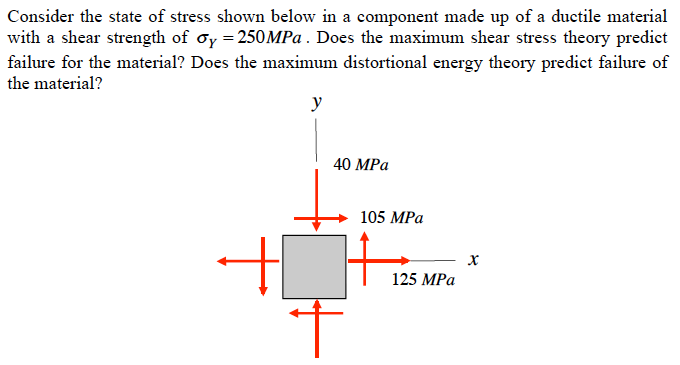 Consider the state of stress shown below in a component made up of a ductile material
with a shear strength of σY = 250MPa . Does the maximum shear stress theory predict
failure for the material? Does the maximum distortional energy theory predict failure of
the material?
y
40 MPa
105 MPa
x
125 MPa